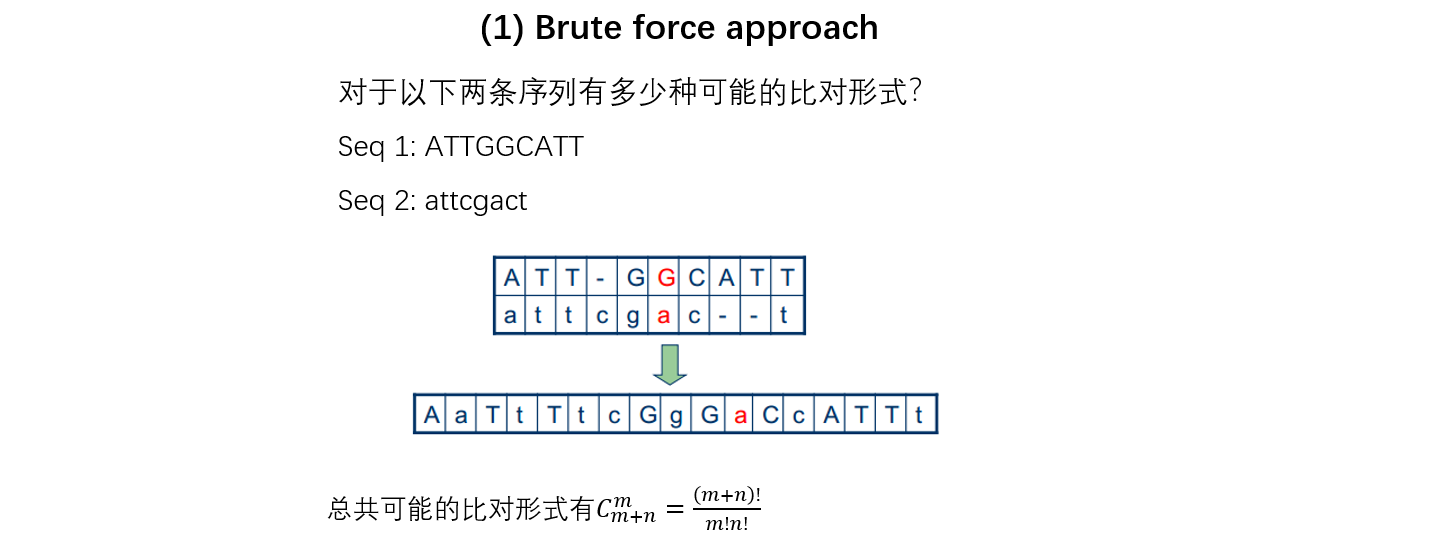 (1) Brute force approach
对于以下两条序列有多少种可能的比对形式?
Seq 1: ATTGGCATT
Seq 2: attcgact
A T T - G G C A T T
a t t c g a c - - t
A a T t T t c G g G a C c A T T t
总共可能的比对形式有$C_{m+n}^{m} = \frac{(m+n)!}{m!n!}$